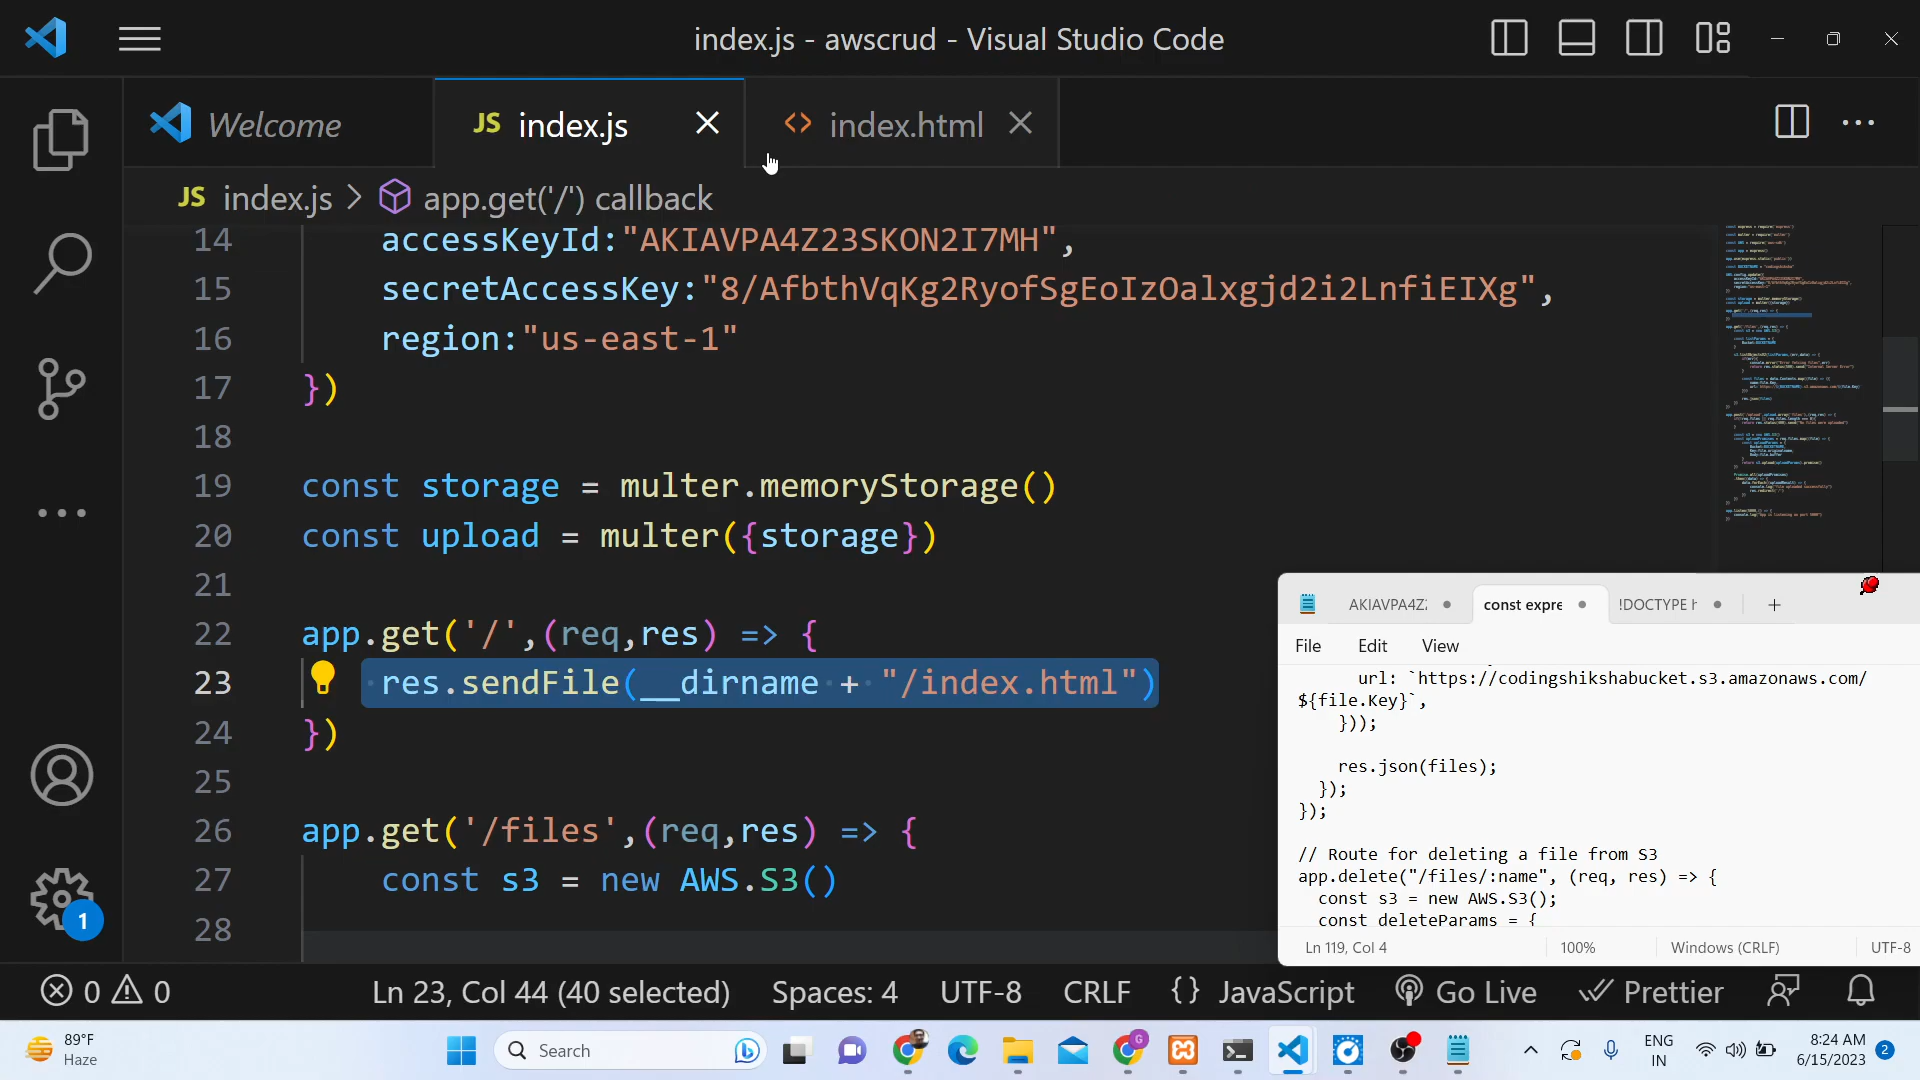 index.js - awscrud - Visual Studio Code
Welcome
JS index.js
<> index.html
JS index.js > app.get('/') callback
14 accessKeyId:"AKIAVPA4Z23SKON2I7MH",
15 secretAccessKey:"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",
16 region:"us-east-1"
17 })
18
19 const storage = multer.memoryStorage()
20 const upload = multer({storage})
21
22 app.get('/',(req,res) => {
23 res.sendFile(__dirname + "/index.html")
24 })
25
26 app.get('/files',(req,res) => {
27 const s3 = new AWS.S3()
28
AKIAVPA4Z
const expre
!DOCTYPE h
File Edit View
url: `https://codingshikshabucket.s3.amazonaws.com/
${file.Key}`,
}));
res.json(files);
});
});
// Route for deleting a file from S3
app.delete("/files/:name", (req, res) => {
const s3 = new AWS.S3();
const deleteParams = {
Ln 119, Col 4
100%
Windows (CRLF)
UTF-8
1
0 0
Ln 23, Col 44 (40 selected)
Spaces: 4
UTF-8
CRLF
{} JavaScript
Go Live
Prettier
89°F
Haze
Search
G
ENG
IN
8:24 AM
6/15/2023
2